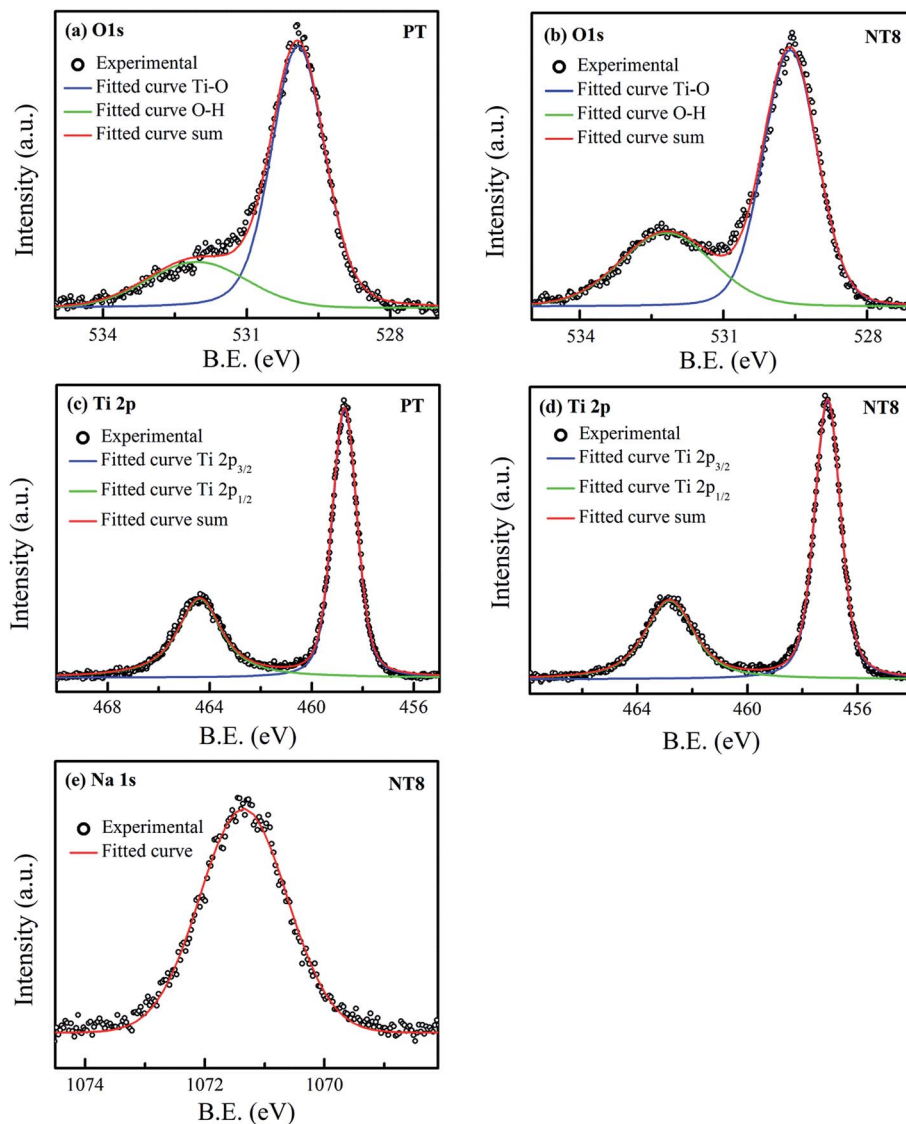 (a) O1s PT
Experimental
Fitted curve Ti-O
Fitted curve O-H
Fitted curve sum
Intensity (a.u.)
534 531 528
B.E. (eV)
(b) O1s NT8
Experimental
Fitted curve Ti-O
Fitted curve O-H
Fitted curve sum
Intensity (a.u.)
534 531 528
B.E. (eV)
(c) Ti 2p PT
Experimental
Fitted curve Ti 2p3/2
Fitted curve Ti 2p1/2
Fitted curve sum
Intensity (a.u.)
468 464 460 456
B.E. (eV)
(d) Ti 2p NT8
Experimental
Fitted curve Ti 2p3/2
Fitted curve Ti 2p1/2
Fitted curve sum
Intensity (a.u.)
464 460 456
B.E. (eV)
(e) Na 1s NT8
Experimental
Fitted curve
Intensity (a.u.)
1074 1072 1070
B.E. (eV)